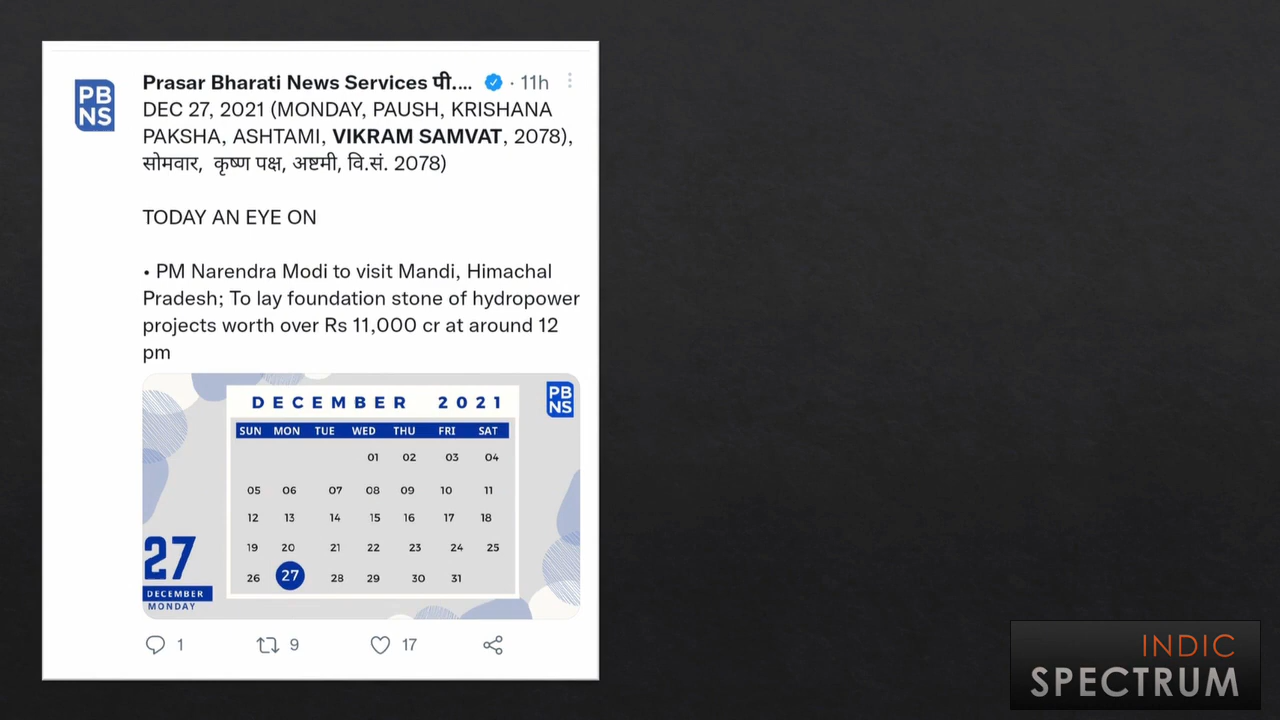 PB
NS
Prasar Bharati News Services पी.... · 11h
DEC 27, 2021 (MONDAY, PAUSH, KRISHANA
PAKSHA, ASHTAMI, VIKRAM SAMVAT, 2078),
सोमवार, कृष्ण पक्ष, अष्टमी, वि.सं. 2078)
TODAY AN EYE ON
• PM Narendra Modi to visit Mandi, Himachal
Pradesh; To lay foundation stone of hydropower
projects worth over Rs 11,000 cr at around 12
pm
DECEMBER 2021
PB
NS
SUN MON TUE WED THU FRI SAT
01 02 03 04
05 06 07 08 09 10 11
12 13 14 15 16 17 18
19 20 21 22 23 24 25
26 27 28 29 30 31
27
DECEMBER
MONDAY
1 9 17
INDIC
SPECTRUM